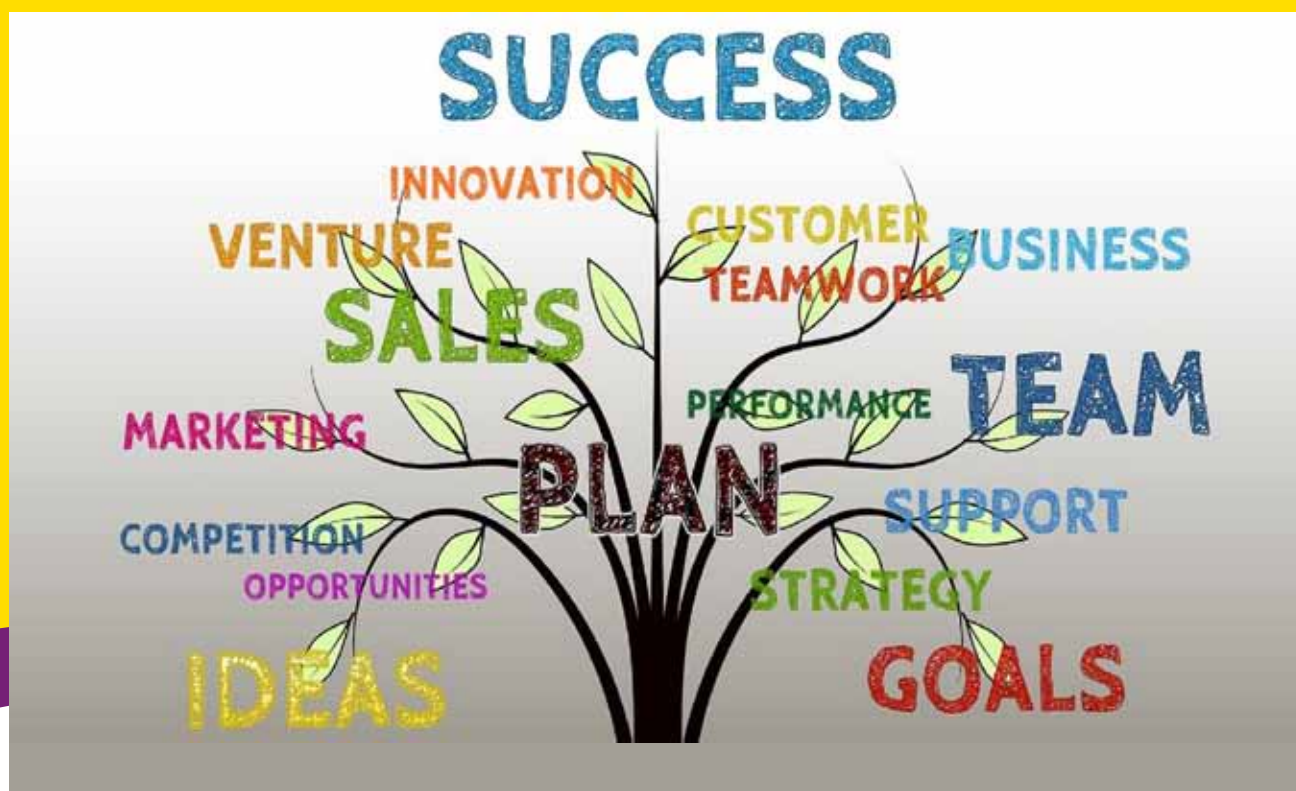 SUCCESS
INNOVATION
CUSTOMER
VENTURE
BUSINESS
TEAMWORK
SALES
TEAM
PERFORMANCE
MARKETING
PLAN
SUPPORT
COMPETITION
OPPORTUNITIES
STRATEGY
IDEAS
GOALS